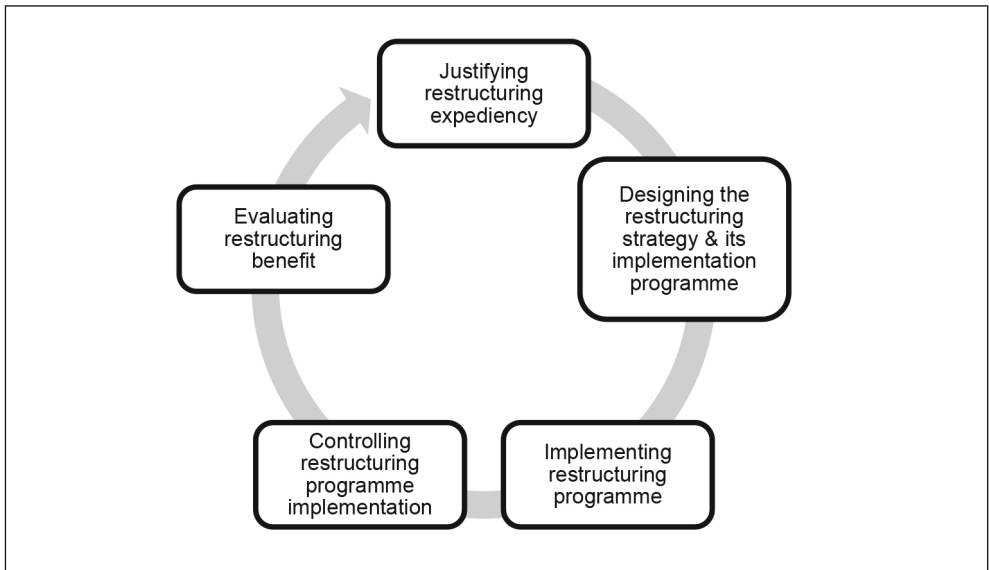 Justifying
restructuring
expediency
Designing the
restructuring
strategy & its
implementation
programme
Implementing
restructuring
programme
Controlling
restructuring
programme
implementation
Evaluating
restructuring
benefit